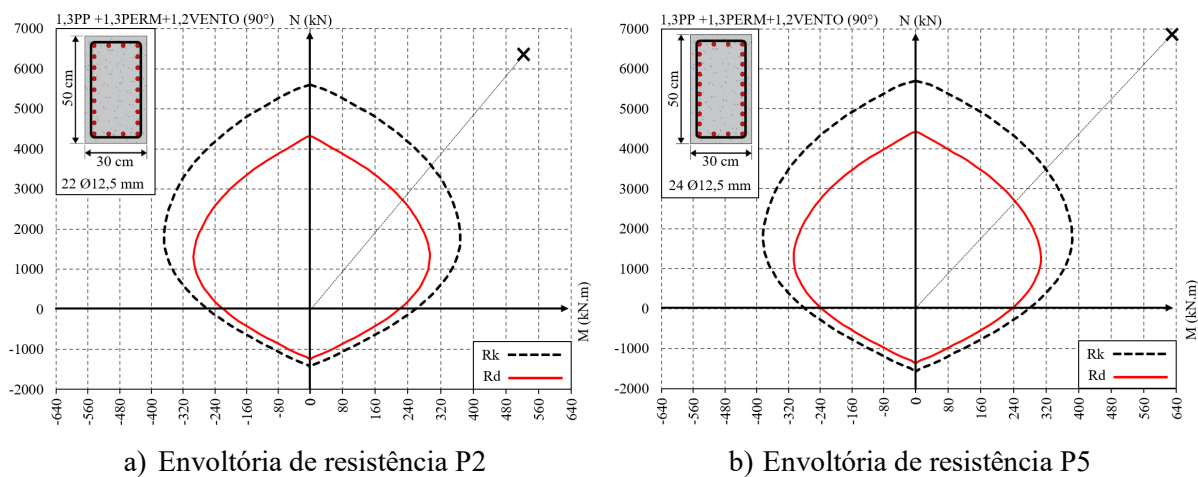 1,3PP +1,3PERM+1,2VENTO (90°) N (kN)
7000
6000
5000
4000
3000
2000
1000
0
-1000
-2000
50 cm
30 cm
22 Ø12,5 mm
M (kN.m)
Rk
Rd
-640 -560 -480 -400 -320 -240 -160 -80 0 80 160 240 320 400 480 560 640
a) Envoltória de resistência P2
1,3PP +1,3PERM+1,2VENTO (90°) N (kN)
7000
6000
5000
4000
3000
2000
1000
0
-1000
-2000
50 cm
30 cm
24 Ø12,5 mm
M (kN.m)
Rk
Rd
-640 -560 -480 -400 -320 -240 -160 -80 0 80 160 240 320 400 480 560 640
b) Envoltória de resistência P5